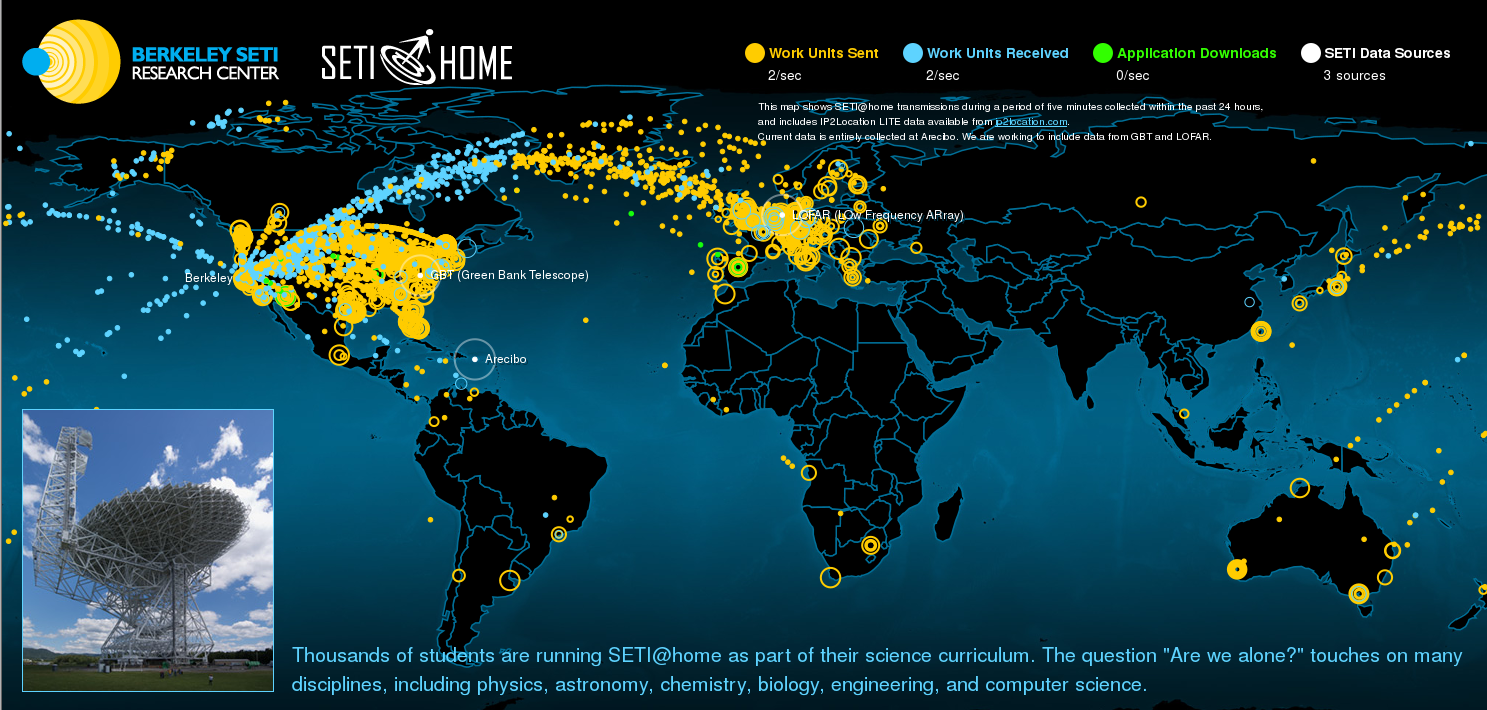 BERKELEY SETI
RESEARCH CENTER
SETI HOME
Work Units Sent
2/sec
Work Units Received
2/sec
Application Downloads
0/sec
SETI Data Sources
3 sources
This map shows SETI@home transmissions during a period of five minutes collected within the past 24 hours,
and includes IP2Location LITE data available from ip2location.com.
Current data is entirely collected at Arecibo. We are working to include data from GBT and LOFAR.
LOFAR (LOw Frequency ARray)
Berkeley
GBT (Green Bank Telescope)
Arecibo
Thousands of students are running SETI@home as part of their science curriculum. The question "Are we alone?" touches on many
disciplines, including physics, astronomy, chemistry, biology, engineering, and computer science.